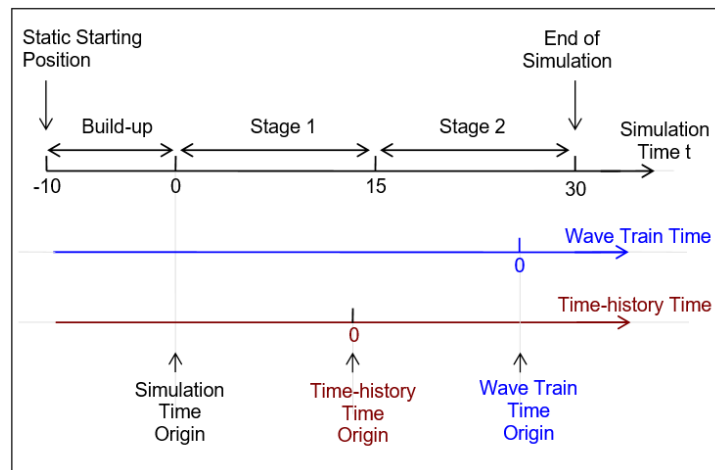 Static Starting
Position
End of
Simulation
Build-up
Stage 1
Stage 2
Simulation
Time t
-10
0
15
30
Wave Train Time
0
Time-history Time
0
Simulation
Time
Origin
Time-history
Time
Origin
Wave Train
Time
Origin